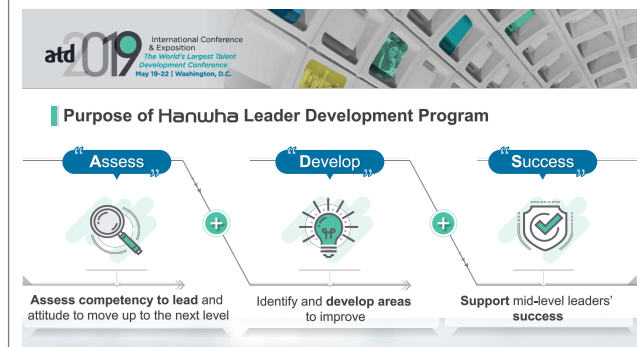 atd 2019
International Conference
& Exposition
The World's Largest Talent
Development Conference
May 19-22 | Washington, D.C.
Purpose of Hanwha Leader Development Program
“Assess”
“Develop”
“Success”
Assess competency to lead and
attitude to move up to the next level
Identify and develop areas
to improve
Support mid-level leaders'
success